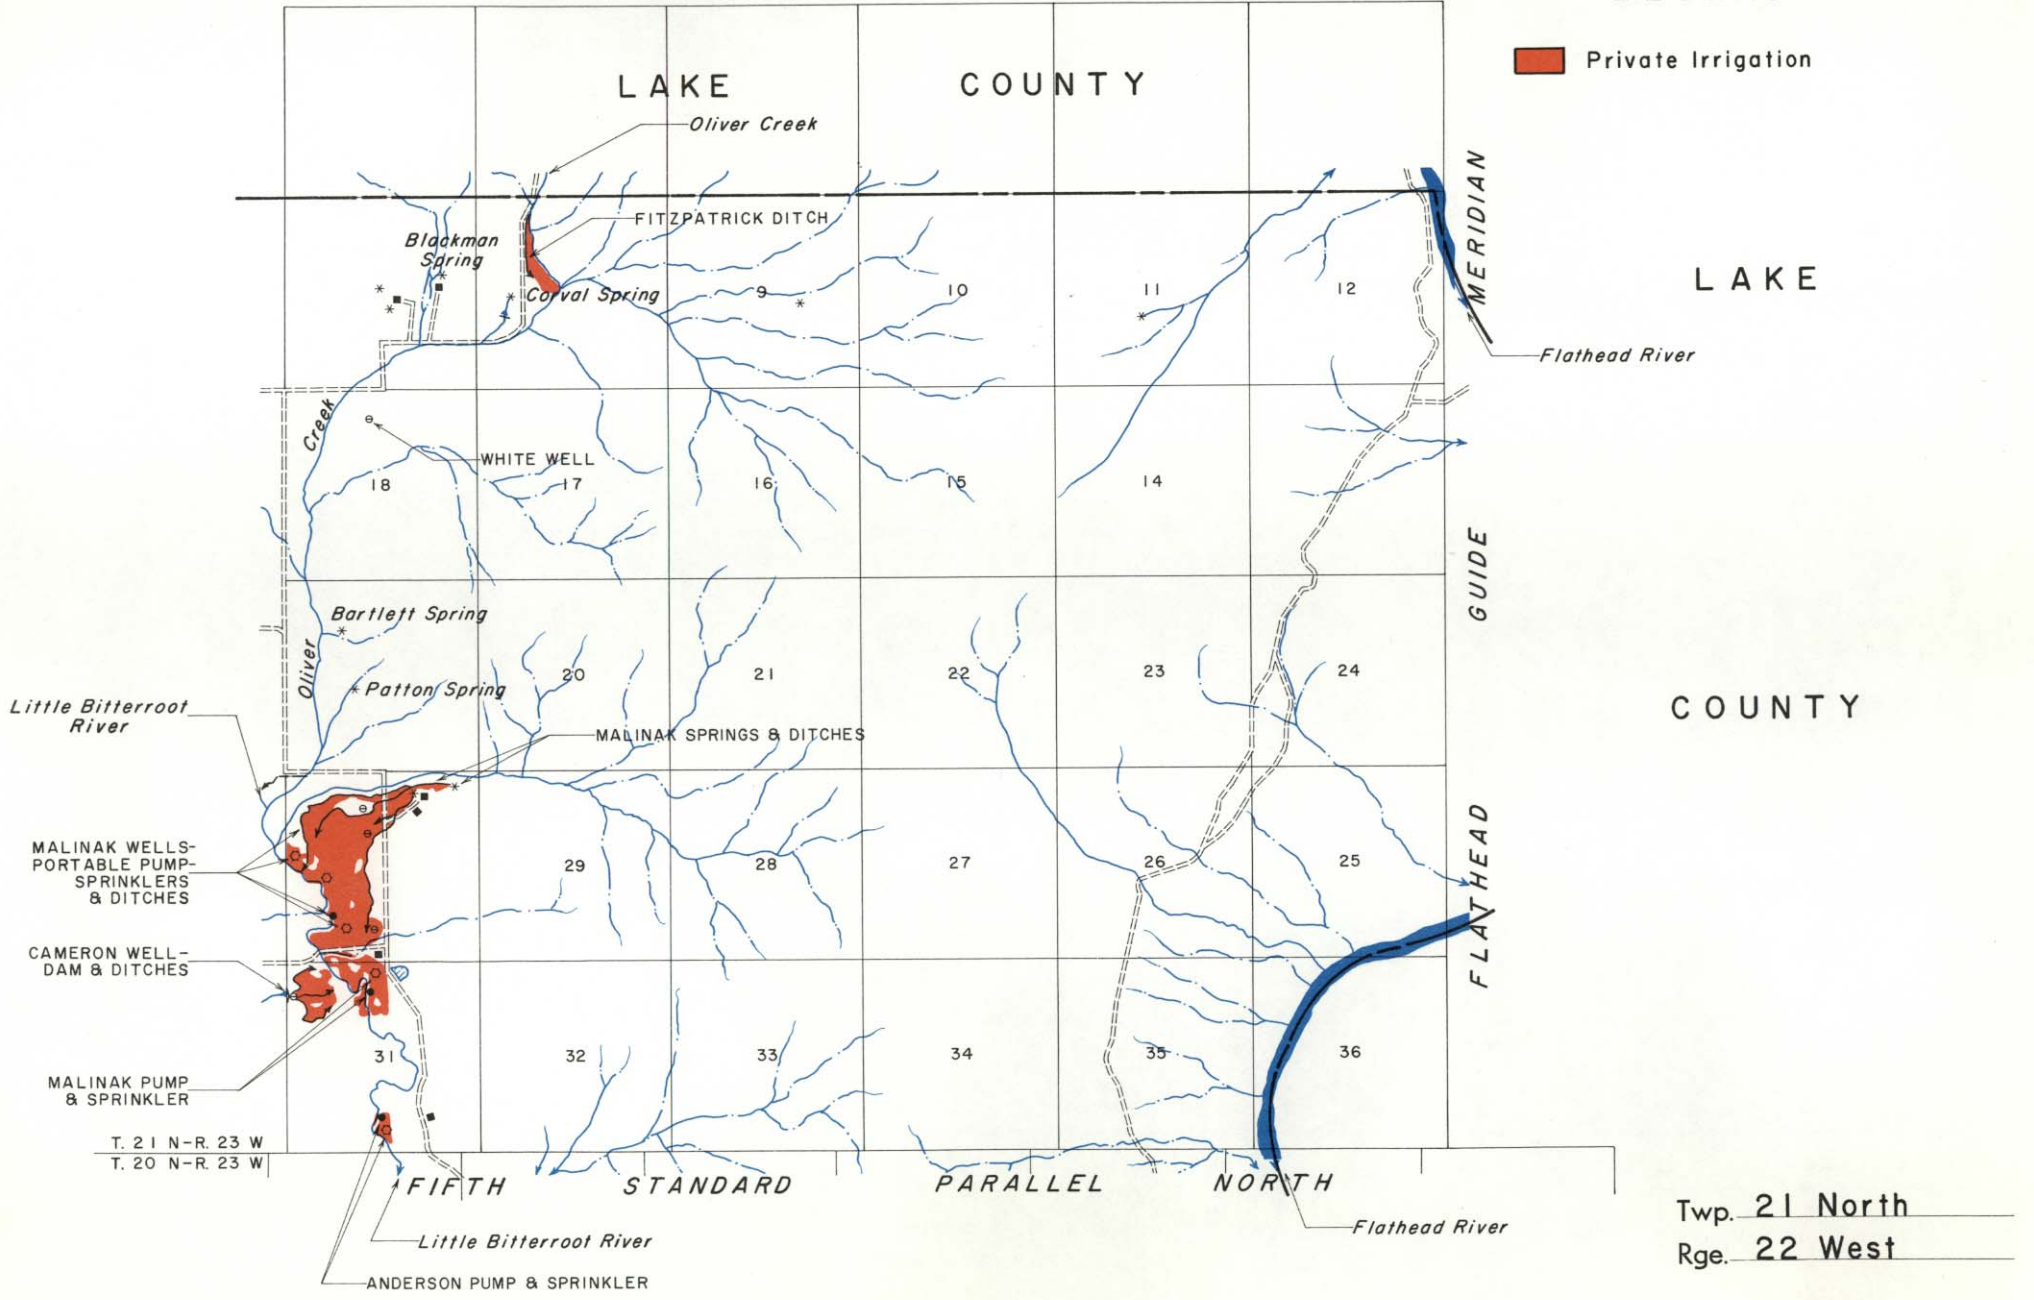 Private Irrigation
LAKE COUNTY
Oliver Creek
MERIDIAN
FITZPATRICK DITCH
Blackman
Spring
Corval Spring
9
10
11
12
LAKE
Flathead River
Creek
WHITE WELL
18
17
16
15
14
GUIDE
Bartlett Spring
Oliver
Patton Spring
20
21
22
23
24
Little Bitterroot
River
COUNTY
MALINAK SPRINGS & DITCHES
MALINAK WELLS-
PORTABLE PUMP-
SPRINKLERS
& DITCHES
29
28
27
26
25
FLATHEAD
CAMERON WELL-
DAM & DITCHES
31
32
33
34
35
36
MALINAK PUMP
& SPRINKLER
T. 21 N-R. 23 W
T. 20 N-R. 23 W
FIFTH STANDARD PARALLEL NORTH
Little Bitterroot River
Flathead River
ANDERSON PUMP & SPRINKLER
Twp. 21 North
Rge. 22 West